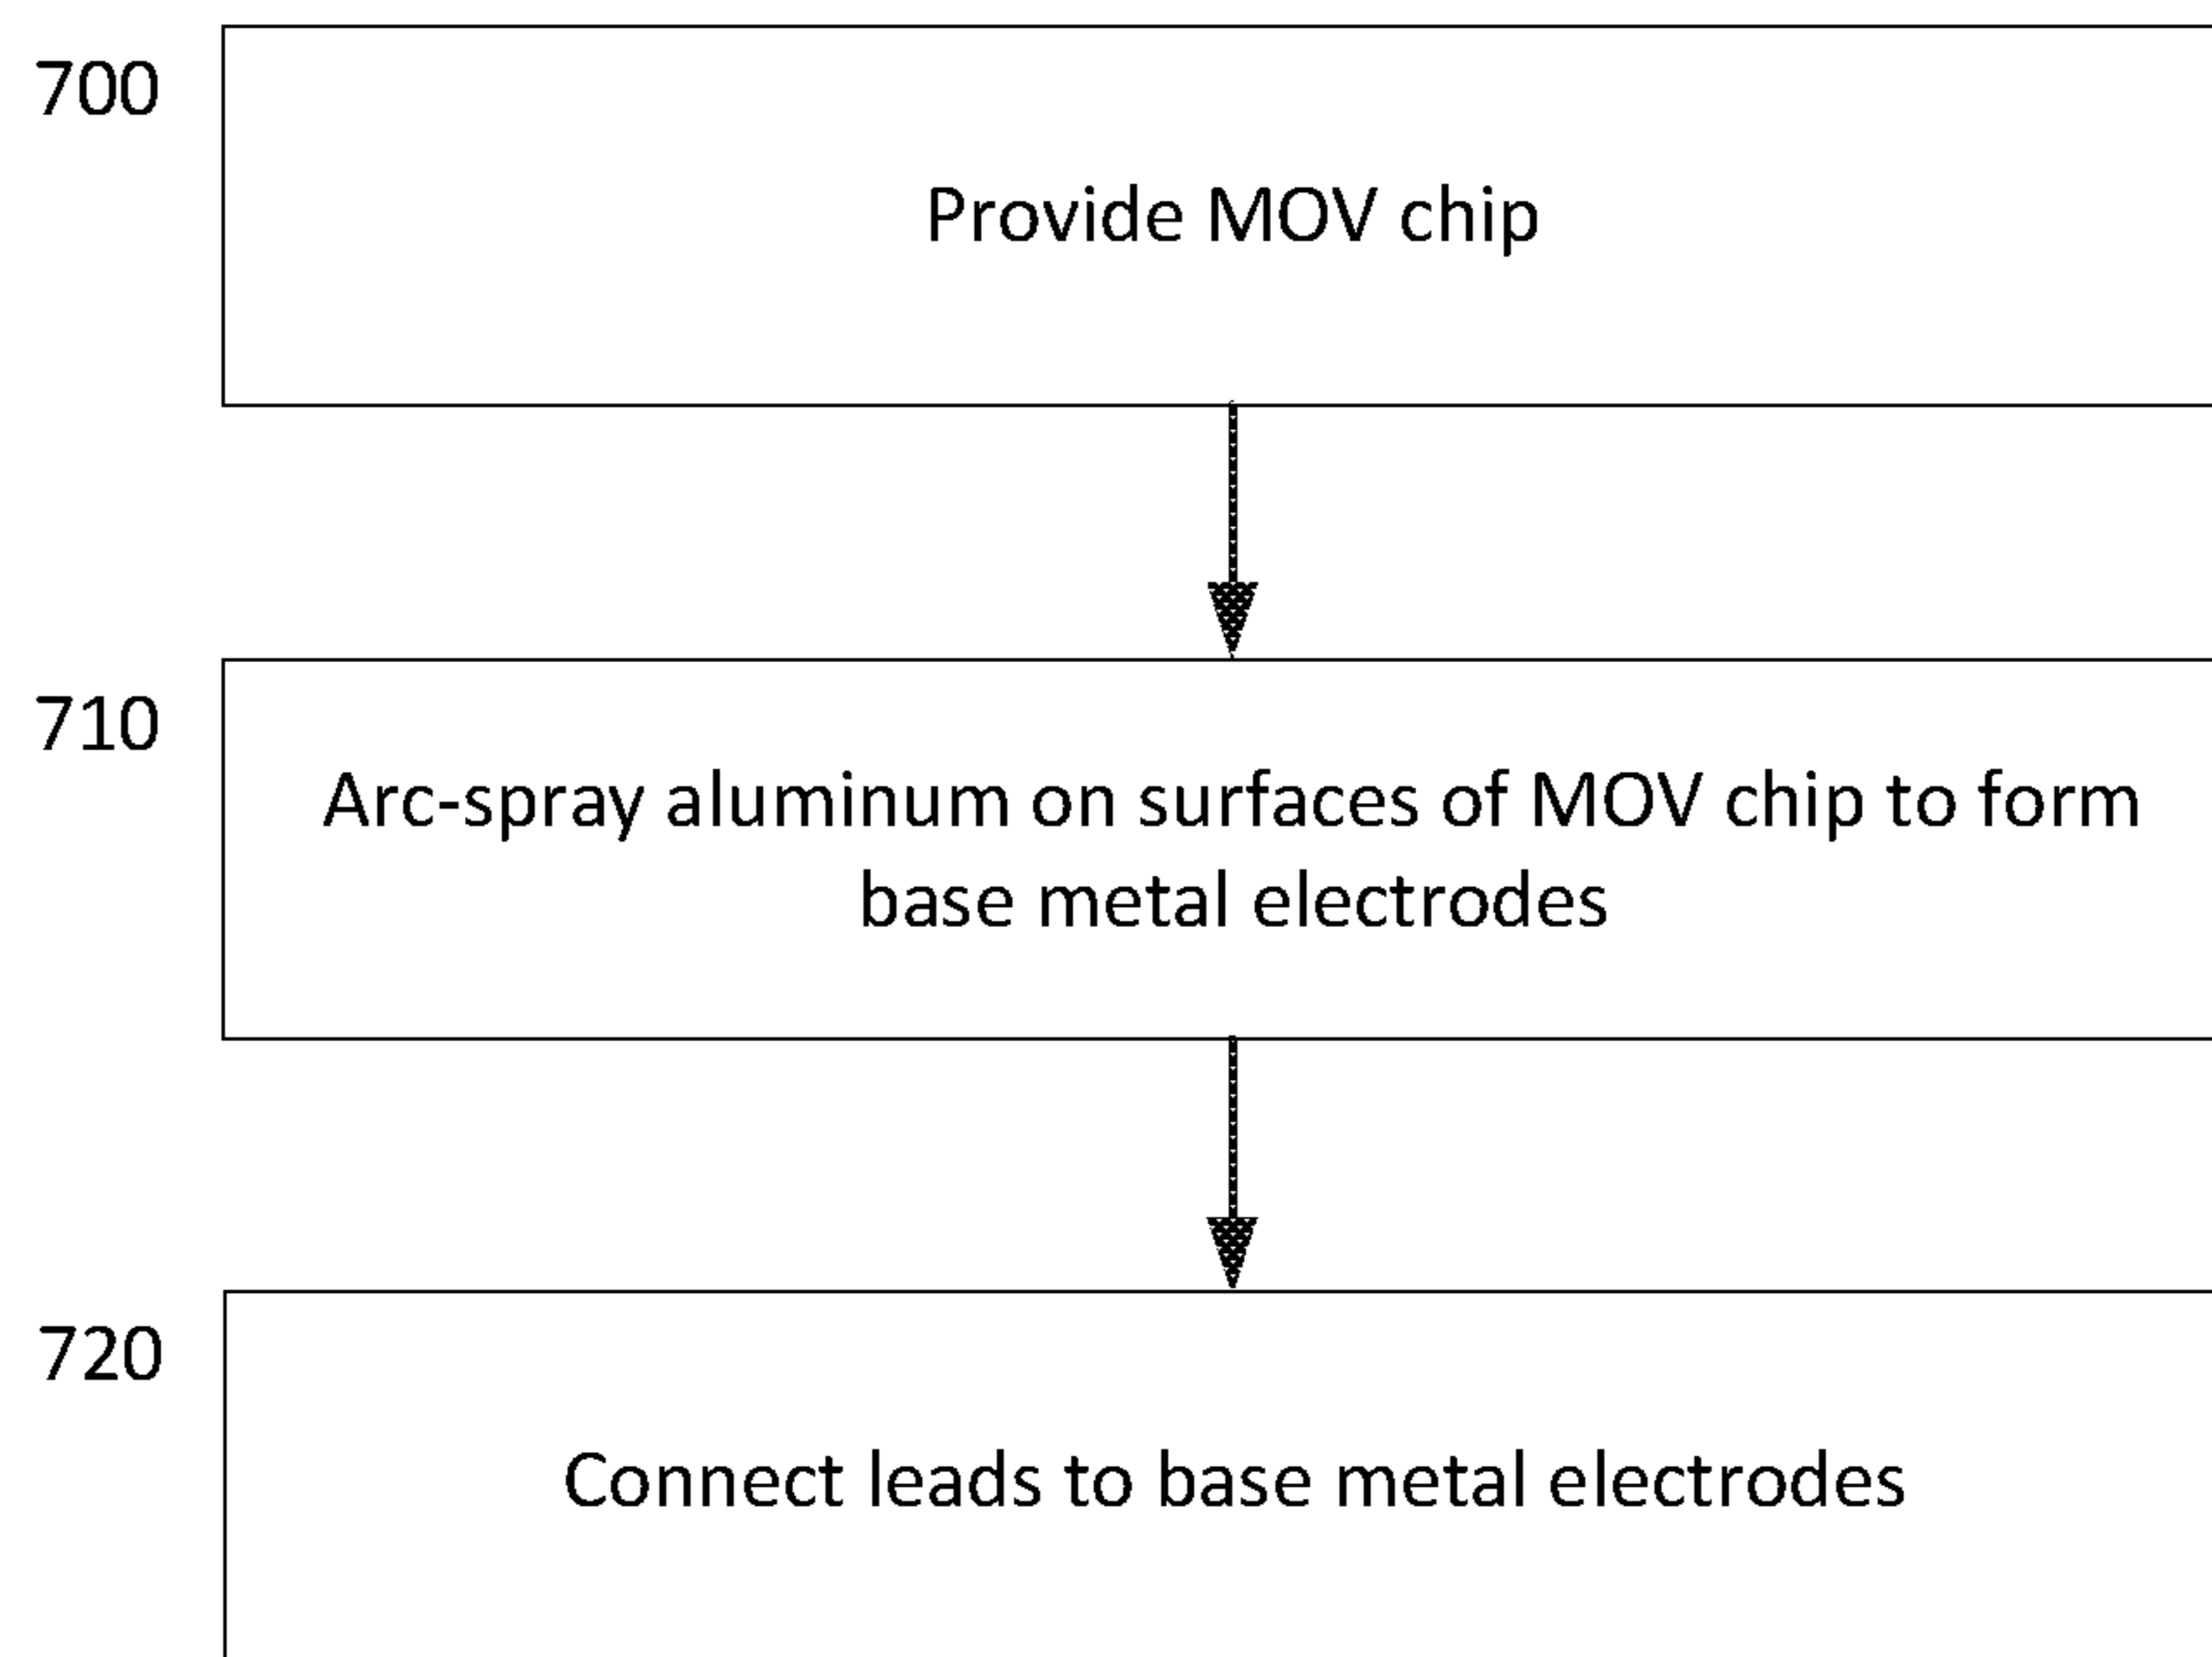 700
Provide MOV chip
710
Arc-spray aluminum on surfaces of MOV chip to form
base metal electrodes
720
Connect leads to base metal electrodes